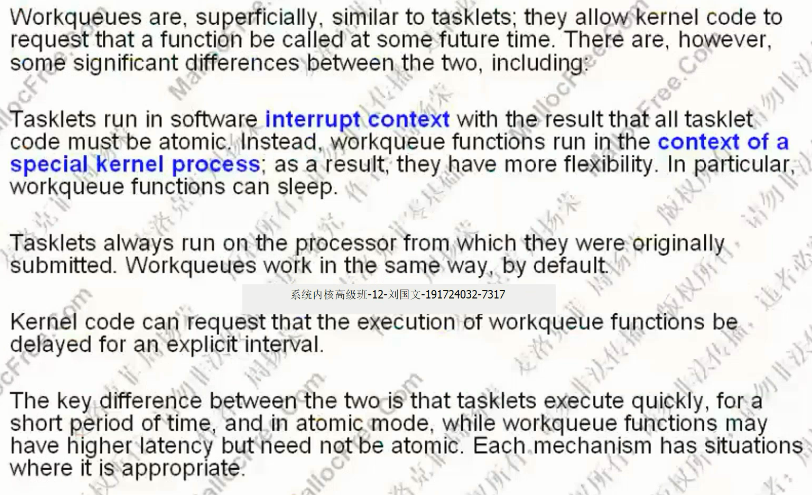 Workqueues are, superficially, similar to tasklets; they allow kernel code to
request that a function be called at some future time. There are, however,
some significant differences between the two, including:
Tasklets run in software interrupt context with the result that all tasklet
code must be atomic. Instead, workqueue functions run in the context of a
special kernel process; as a result, they have more flexibility. In particular,
workqueue functions can sleep.
Tasklets always run on the processor from which they were originally
submitted. Workqueues work in the same way, by default.
系统内核高级班-12-刘国文-191724032-7317
Kernel code can request that the execution of workqueue functions be
delayed for an explicit interval.
The key difference between the two is that tasklets execute quickly, for a
short period of time, and in atomic mode, while workqueue functions may
have higher latency but need not be atomic. Each mechanism has situations
where it is appropriate.
MallocFree.Com